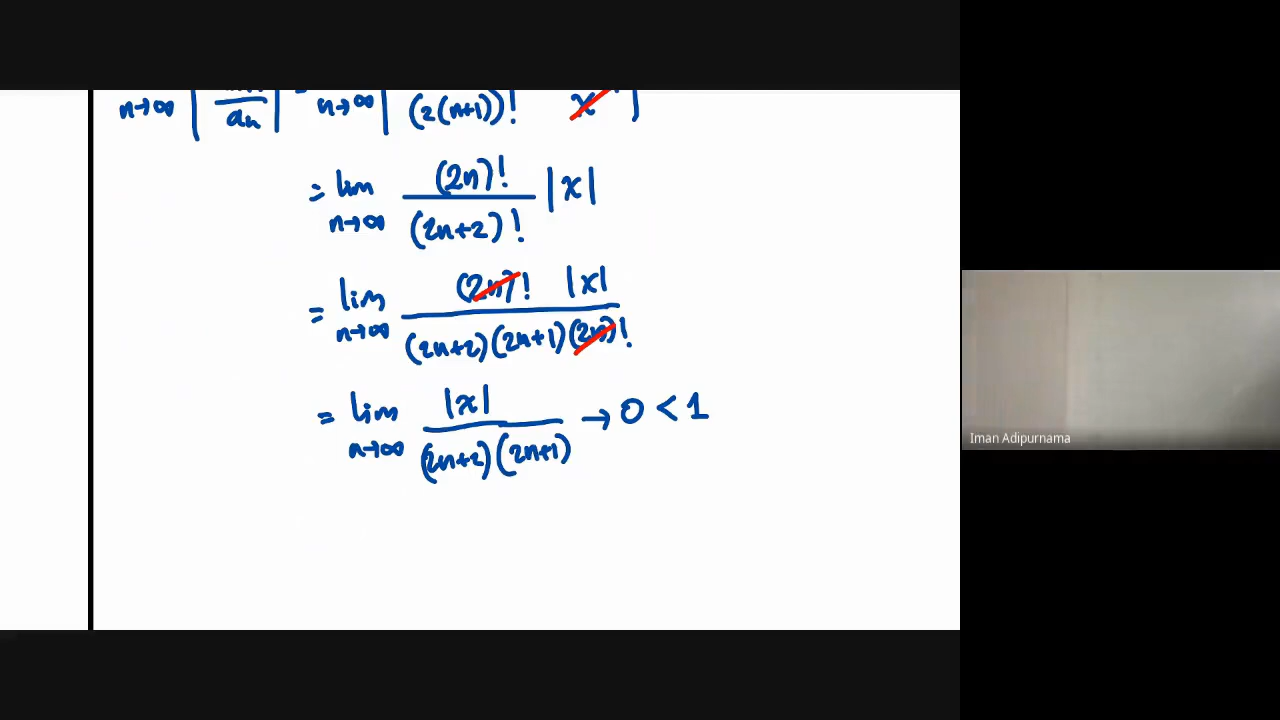 n→∞ | aₙ | = n→∞ | (2(n+1))! x |
= lim n→∞ (2n)! / (2n+2)! |x|
= lim n→∞ (2n)! |x| / (2n+2)(2n+1)(2n)!
= lim n→∞ |x| / (2n+2)(2n+1) → 0 < 1
Iman Adipurnama